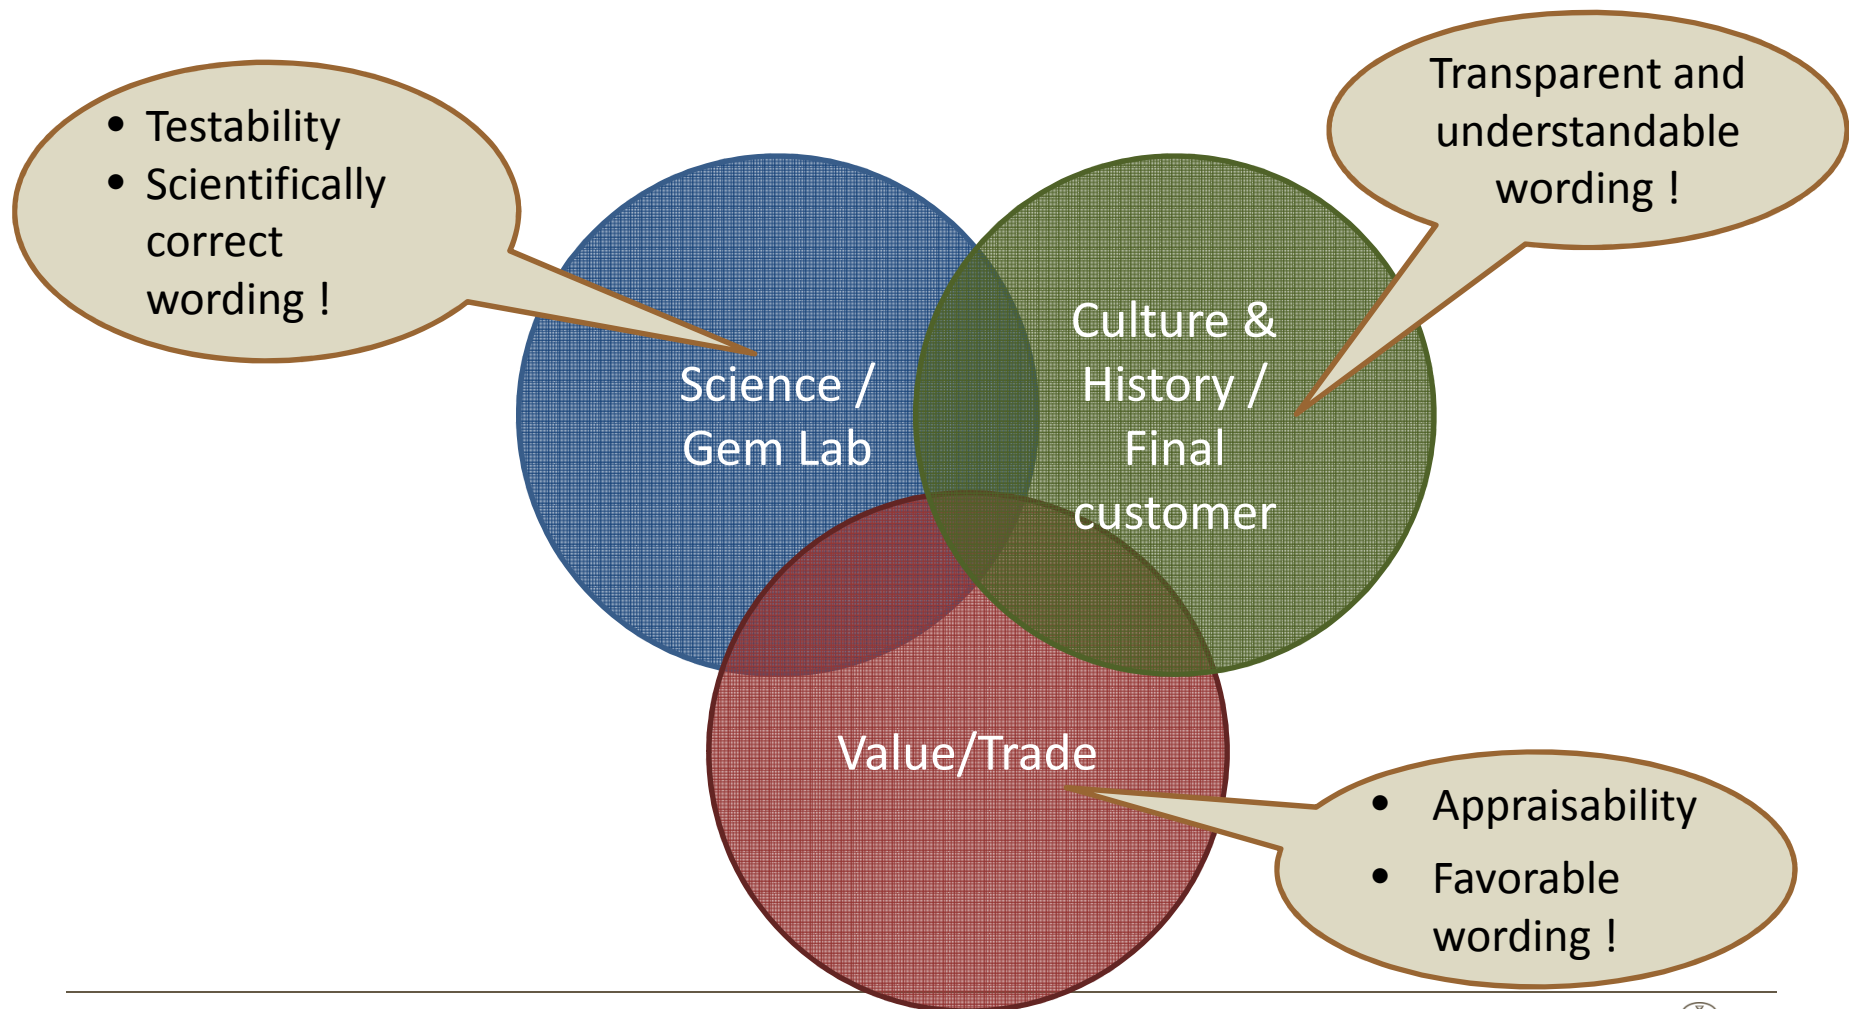 • Testability
• Scientifically
correct
wording !
Transparent and
understandable
wording !
Science /
Gem Lab
Culture &
History /
Final
customer
Value/Trade
• Appraisability
• Favorable
wording !